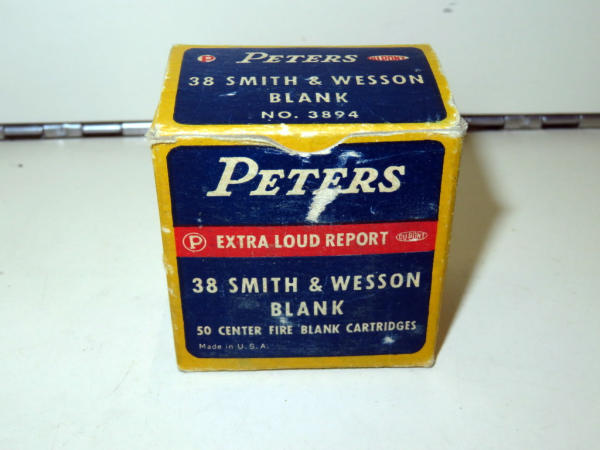 P PETERS DUPONT
38 SMITH & WESSON
BLANK
NO. 3894
PETERS
P EXTRA LOUD REPORT DUPONT
38 SMITH & WESSON
BLANK
50 CENTER FIRE BLANK CARTRIDGES
Made in U.S.A.